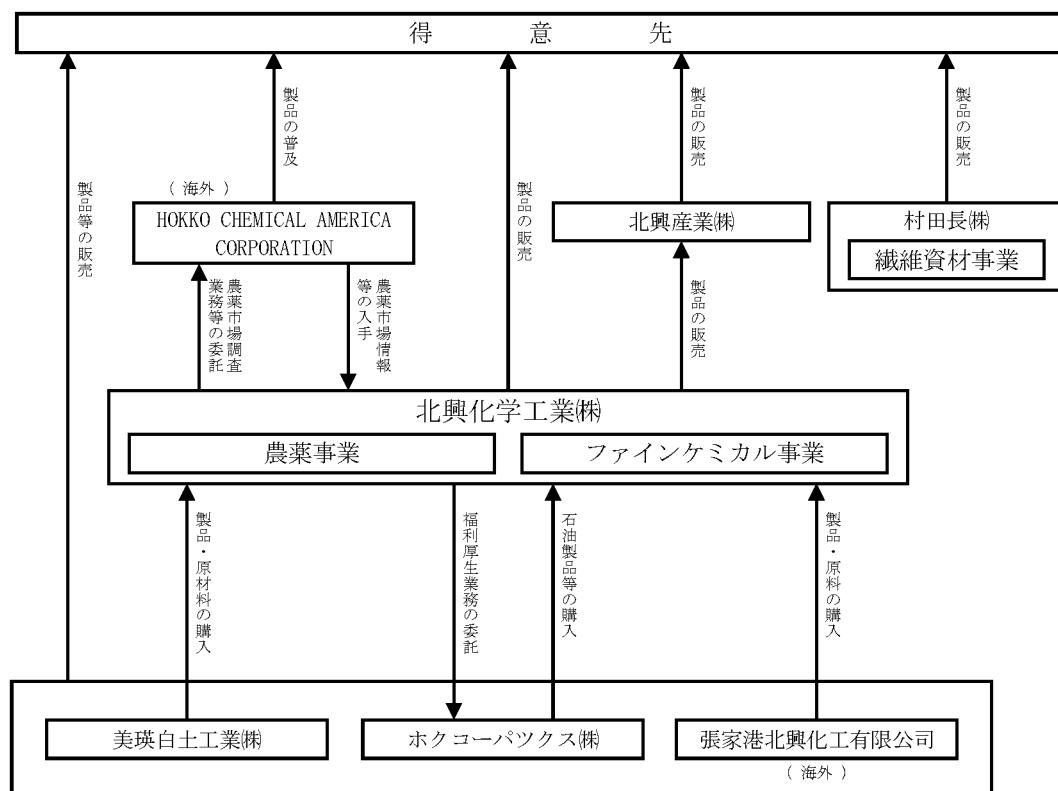 得意先
製品等の販売
製品の普及
製品の販売
製品の販売
製品の販売
（海外）
HOKKO CHEMICAL AMERICA
CORPORATION
北興産業㈱
村田長㈱
繊維資材事業
農薬市場調査
業務等の委託
農薬市場情報
等の入手
製品の販売
北興化学工業㈱
農薬事業
ファインケミカル事業
製品・原材料の購入
福利厚生業務の委託
石油製品等の購入
製品・原料の購入
美瑛白土工業㈱
ホクコーパツクス㈱
張家港北興化工有限公司
（海外）